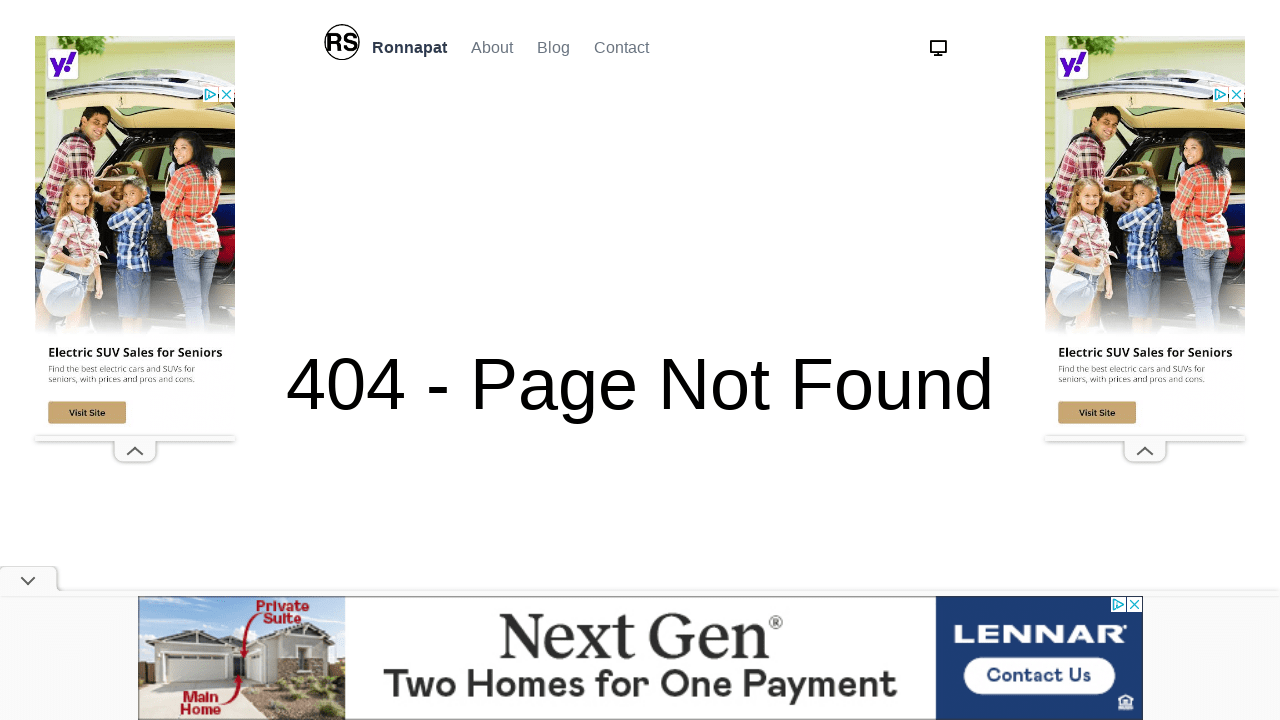 RS Ronnapat About Blog Contact
y!
Electric SUV Sales for Seniors
Find the best electric cars and SUVs for
seniors, with prices and pros and cons.
Visit Site
404 - Page Not Found
y!
Electric SUV Sales for Seniors
Find the best electric cars and SUVs for
seniors, with prices and pros and cons.
Visit Site
Private
Suite
Main
Home
Next Gen®
Two Homes for One Payment
LENNAR®
Contact Us